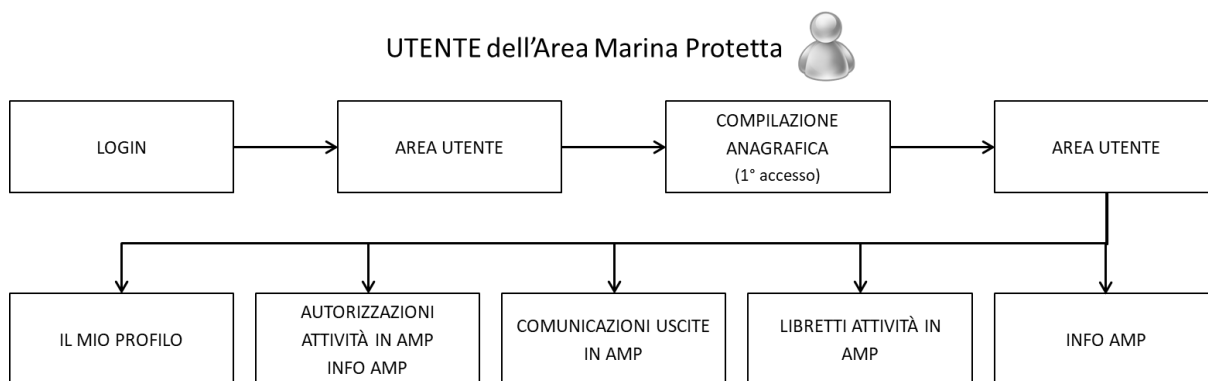 UTENTE dell'Area Marina Protetta
LOGIN
AREA UTENTE
COMPILAZIONE
ANAGRAFICA
(1° accesso)
AREA UTENTE
IL MIO PROFILO
AUTORIZZAZIONI
ATTIVITÀ IN AMP
INFO AMP
COMUNICAZIONI USCITE
IN AMP
LIBRETTI ATTIVITÀ IN
AMP
INFO AMP